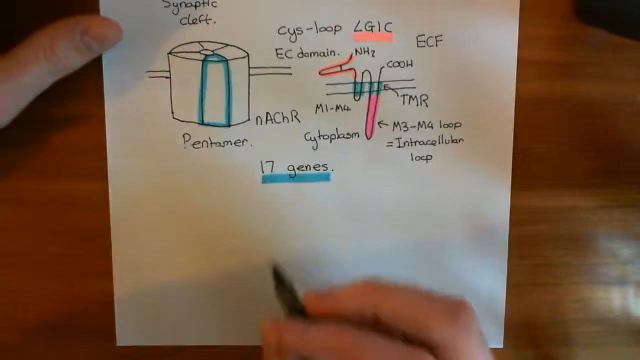 Synaptic
cleft.
cys-loop LGIC
EC domain.
NH₂
ECF
COOH
M1-M4
TMR
nAChR
Cytoplasm
M3-M4 loop
= Intracellular
loop
Pentamer.
17 genes.